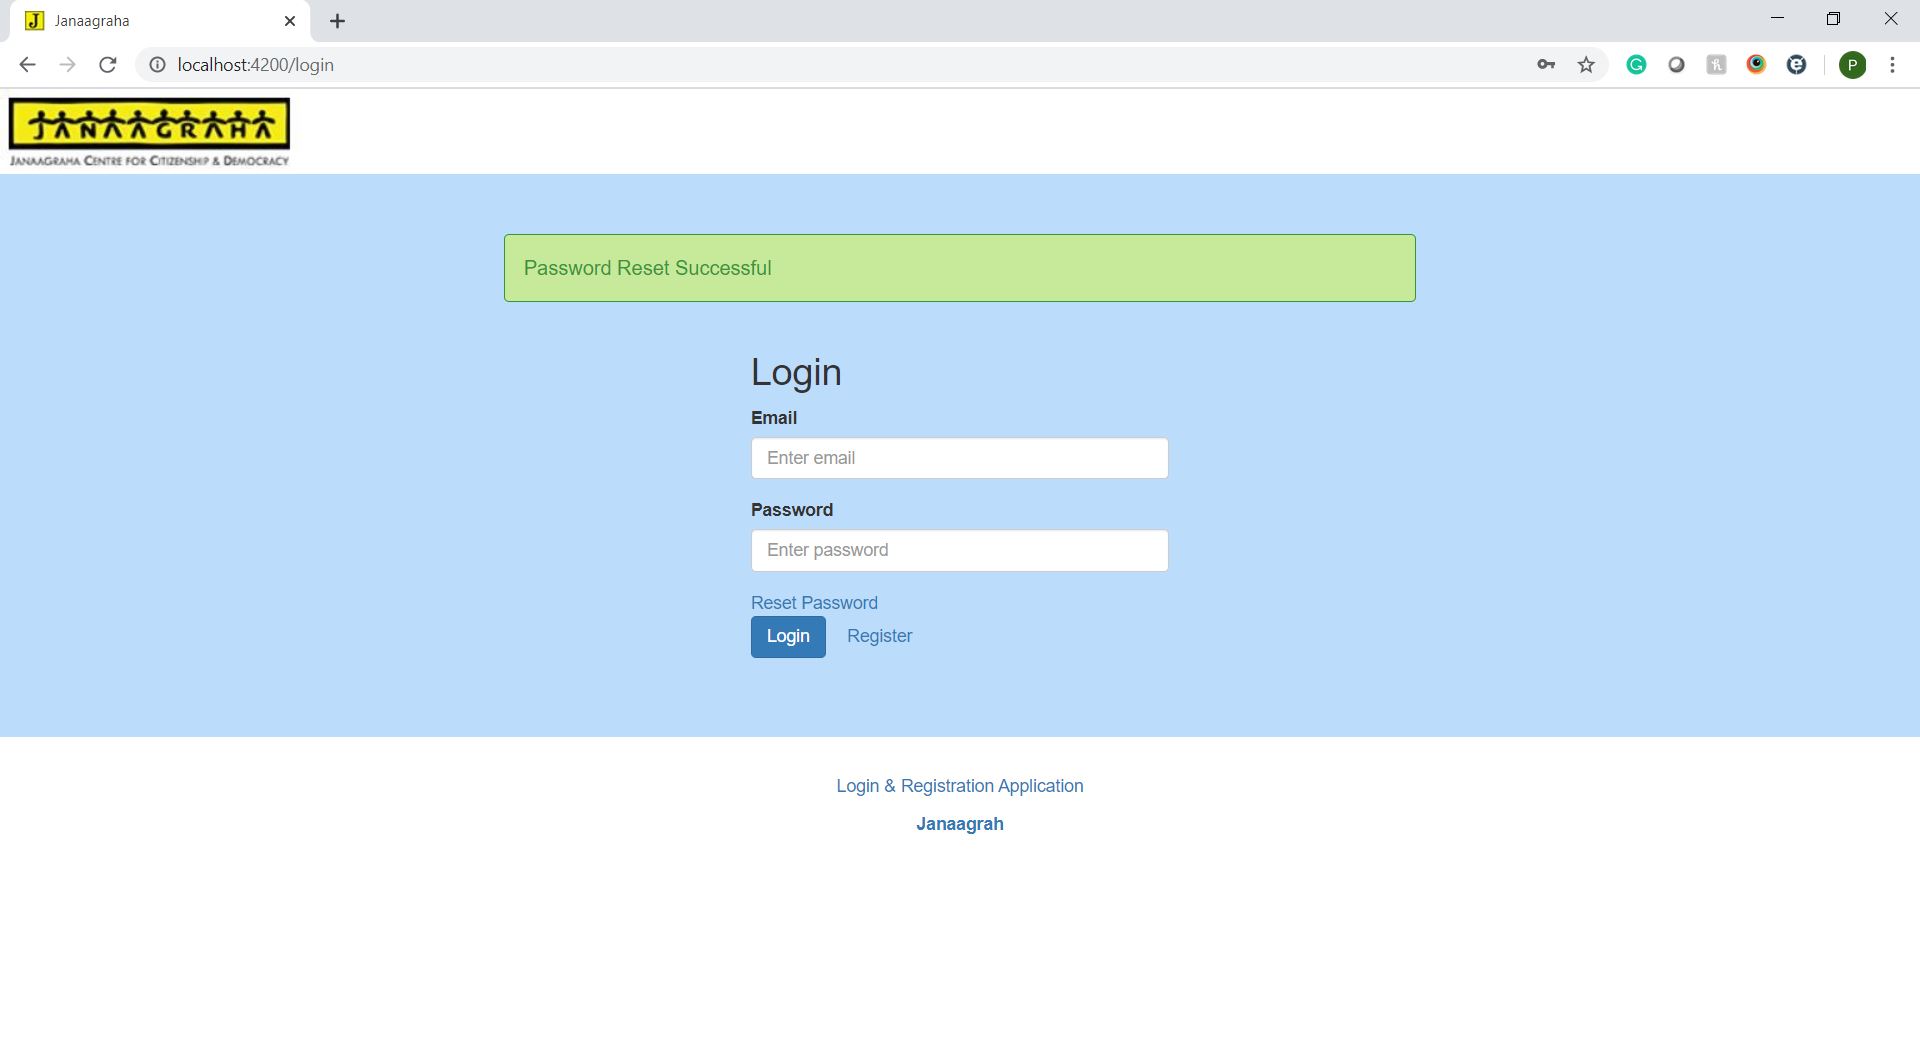 Janaagraha
localhost:4200/login
P
JANAAGRAHA
JANAAGRAHA CENTRE FOR CITIZENSHIP & DEMOCRACY
Password Reset Successful
Login
Email
Enter email
Password
Enter password
Reset Password
Login Register
Login & Registration Application
Janaagrah